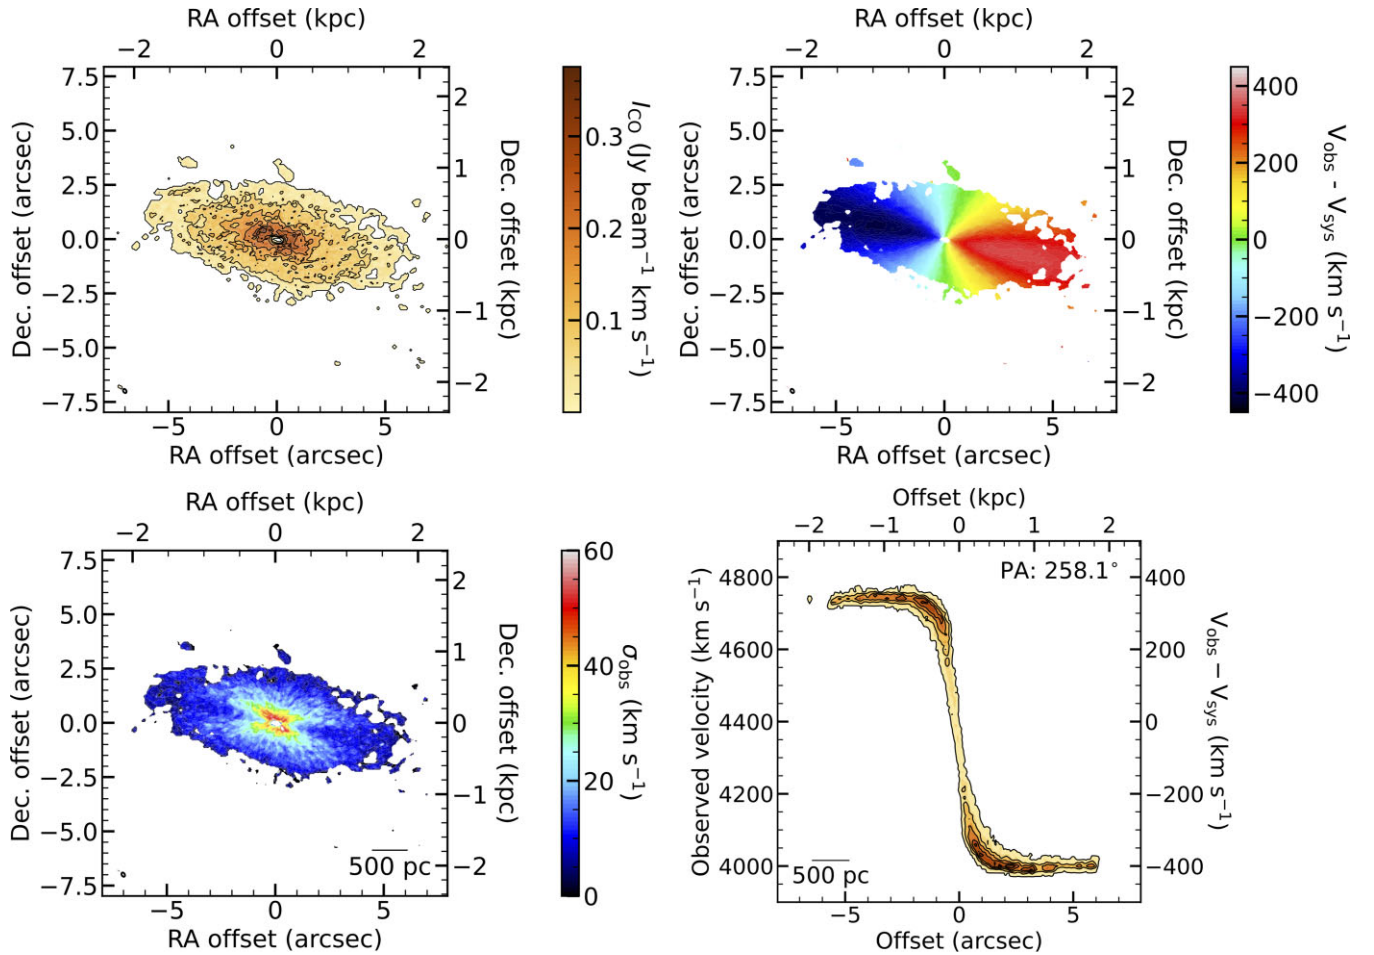 RA offset (kpc)
−2 0 2
7.5
5.0
2.5
0.0
−2.5
−5.0
−7.5
Dec. offset (arcsec)
2
1
0
−1
−2
Dec. offset (kpc)
−5 0 5
RA offset (arcsec)
0.3
0.2
0.1
I_CO (Jy beam⁻¹ km s⁻¹)
RA offset (kpc)
−2 0 2
7.5
5.0
2.5
0.0
−2.5
−5.0
−7.5
Dec. offset (arcsec)
2
1
0
−1
−2
Dec. offset (kpc)
−5 0 5
RA offset (arcsec)
400
200
0
−200
−400
V_obs - V_sys (km s⁻¹)
RA offset (kpc)
−2 0 2
7.5
5.0
2.5
0.0
−2.5
−5.0
−7.5
Dec. offset (arcsec)
2
1
0
−1
−2
Dec. offset (kpc)
500 pc
−5 0 5
RA offset (arcsec)
60
40
20
0
σ_obs (km s⁻¹)
Offset (kpc)
−2 −1 0 1 2
PA: 258.1°
4800
4600
4400
4200
4000
Observed velocity (km s⁻¹)
400
200
0
−200
−400
V_obs − V_sys (km s⁻¹)
500 pc
−5 0 5
Offset (arcsec)